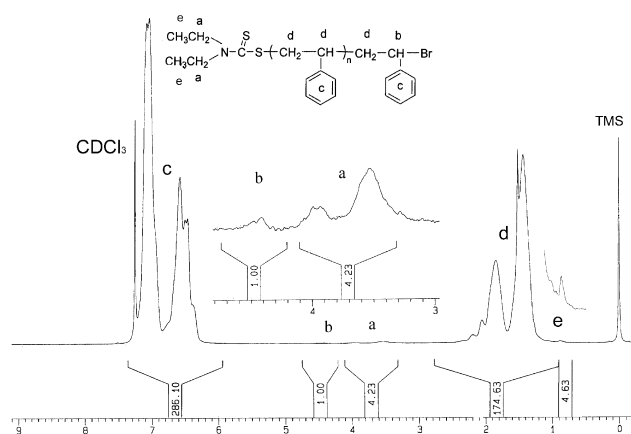 e a
CH₃CH₂
S
d d d b
N—C—S—(CH₂—CH)n—CH₂—CH—Br
CH₃CH₂
e a
c c
TMS
CDCl₃
c
b a
d
1.00 4.23
e
4 3
b a
286.10 1.00 4.23 174.63 4.63
9 8 7 6 5 4 3 2 1 0